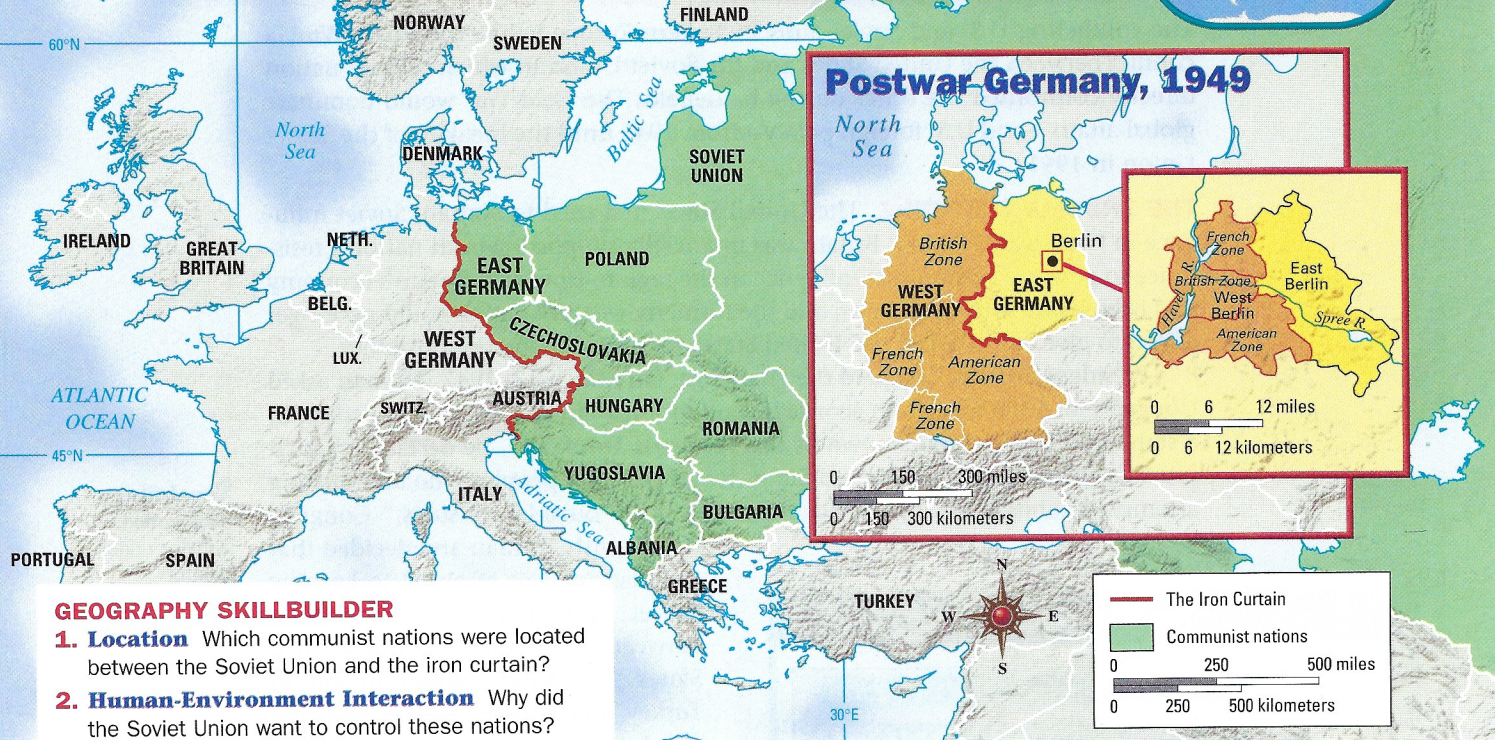 NORWAY
FINLAND
SWEDEN
60°N
North
Sea
Baltic Sea
DENMARK
SOVIET
UNION
IRELAND
GREAT
BRITAIN
NETH.
EAST
GERMANY
POLAND
BELG.
LUX.
WEST
GERMANY
CZECHOSLOVAKIA
ATLANTIC
OCEAN
FRANCE
SWITZ.
AUSTRIA
HUNGARY
ROMANIA
45°N
ITALY
Adriatic Sea
YUGOSLAVIA
BULGARIA
PORTUGAL
SPAIN
ALBANIA
GREECE
TURKEY
30°E
Postwar Germany, 1949
North
Sea
British
Zone
Berlin
WEST
GERMANY
EAST
GERMANY
French
Zone
American
Zone
French
Zone
0 150 300 miles
0 150 300 kilometers
French
Zone
East
Berlin
British Zone
West
Berlin
Havel R.
Spree R.
American
Zone
0 6 12 miles
0 6 12 kilometers
N
W E
S
The Iron Curtain
Communist nations
0 250 500 miles
0 250 500 kilometers
GEOGRAPHY SKILLBUILDER
1. Location Which communist nations were located
between the Soviet Union and the iron curtain?
2. Human-Environment Interaction Why did
the Soviet Union want to control these nations?